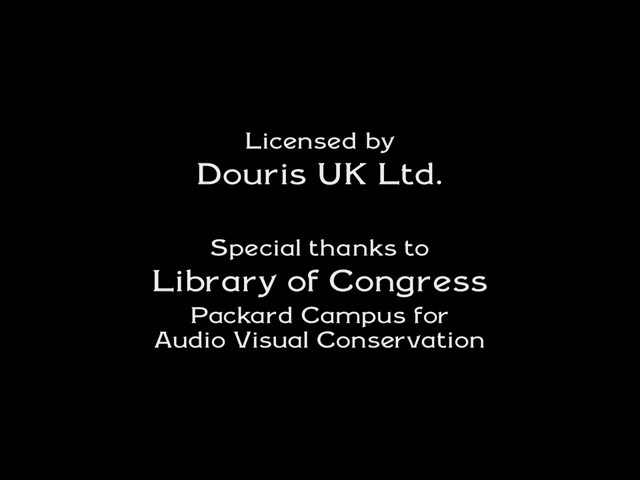 Licensed by
Douris UK Ltd.
Special thanks to
Library of Congress
Packard Campus for
Audio Visual Conservation